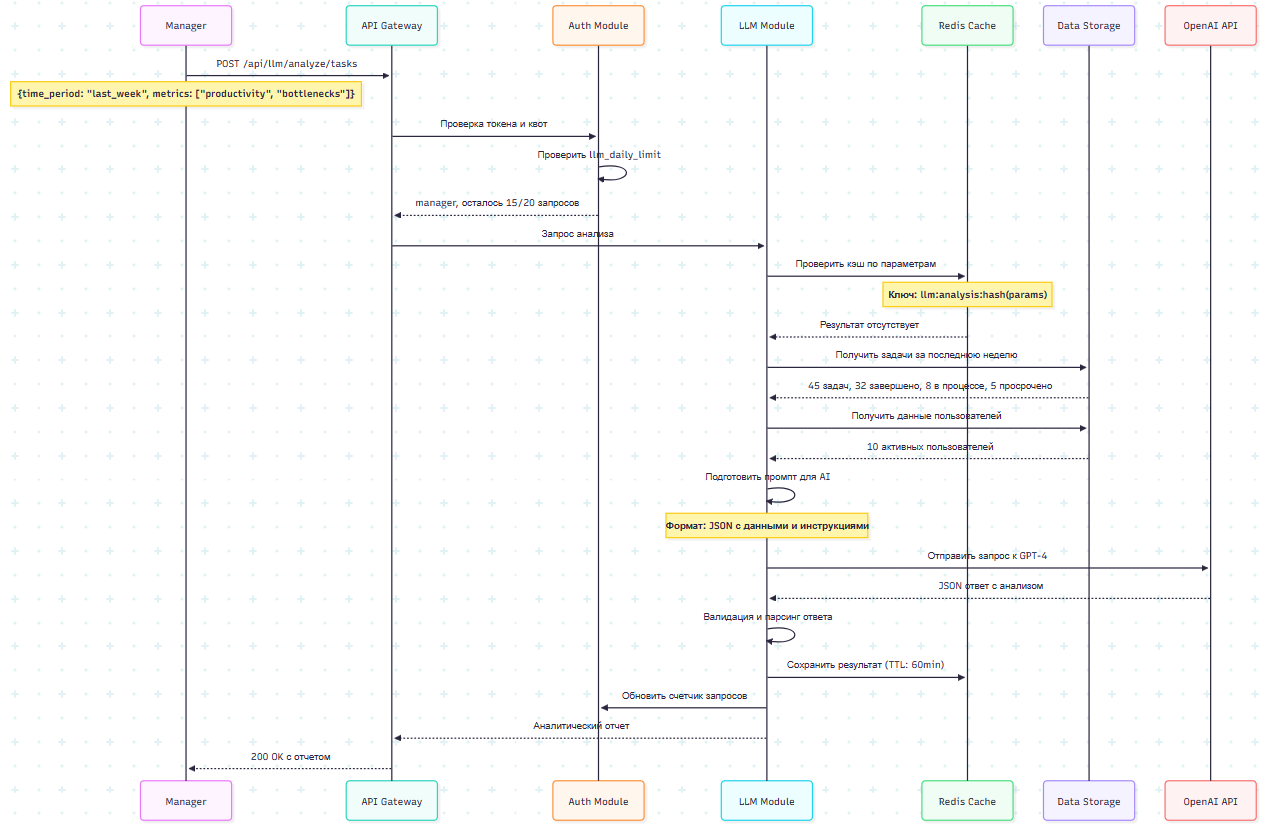 Manager
API Gateway
Auth Module
LLM Module
Redis Cache
Data Storage
OpenAI API
POST /api/llm/analyze/tasks
{time_period: "last_week", metrics: ["productivity", "bottlenecks"]}
Проверка токена и квот
Проверить llm_daily_limit
manager, осталось 15/20 запросов
Запрос анализа
Проверить кэш по параметрам
Ключ: llm:analysis:hash(params)
Результат отсутствует
Получить задачи за последнюю неделю
45 задач, 32 завершено, 8 в процессе, 5 просрочено
Получить данные пользователей
10 активных пользователей
Подготовить промпт для AI
Формат: JSON с данными и инструкциями
Отправить запрос к GPT-4
JSON ответ с анализом
Валидация и парсинг ответа
Сохранить результат (TTL: 60min)
Обновить счетчик запросов
Аналитический отчет
200 OK с отчетом
Manager
API Gateway
Auth Module
LLM Module
Redis Cache
Data Storage
OpenAI API